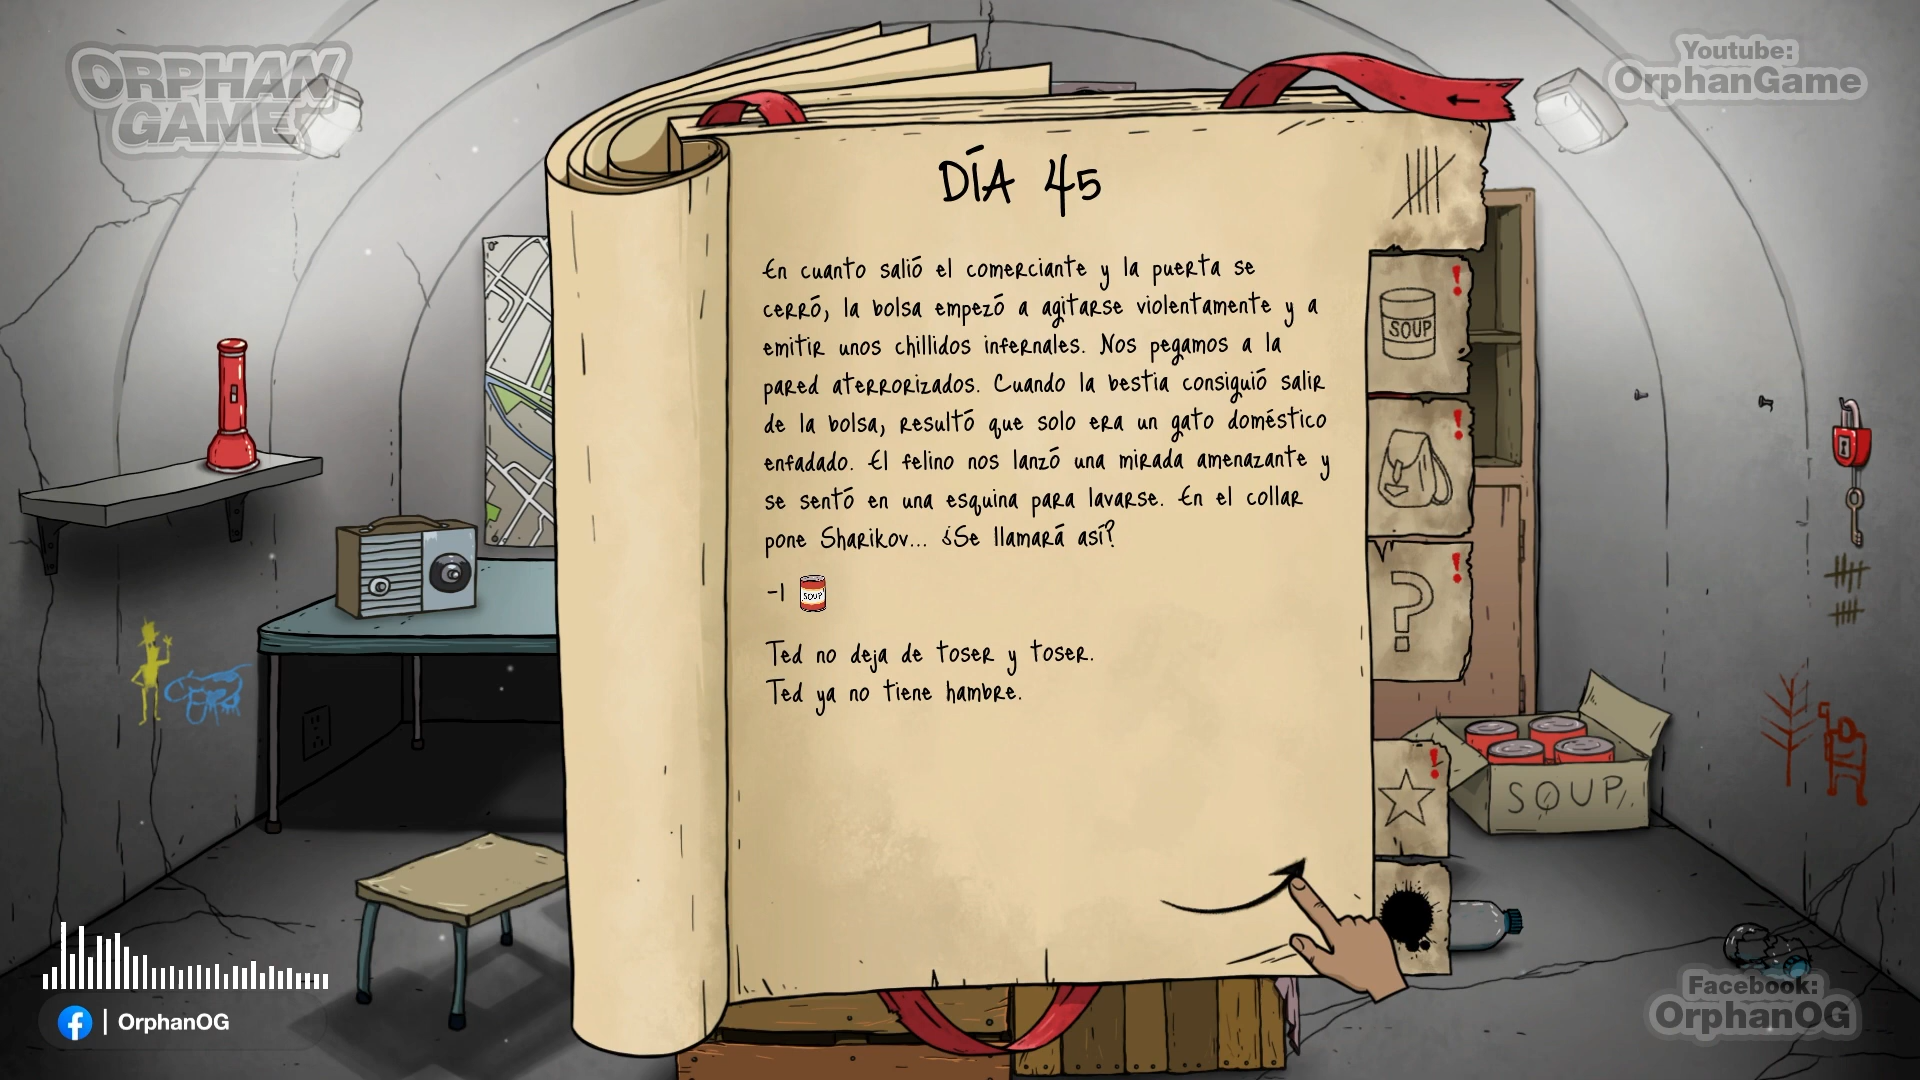 ORPHAN
GAME
Youtube:
OrphanGame
DÍA 45
En cuanto salió el comerciante y la puerta se
cerró, la bolsa empezó a agitarse violentamente y a
emitir unos chillidos infernales. Nos pegamos a la
pared aterrorizados. Cuando la bestia consiguió salir
de la bolsa, resultó que solo era un gato doméstico
enfadado. El felino nos lanzó una mirada amenazante y
se sentó en una esquina para lavarse. En el collar
pone Sharikov... ¿Se llamará así?
-1 SOUP
Ted no deja de toser y toser.
Ted ya no tiene hambre.
!
SOUP
!
!
?
!
SOUP
| OrphanOG
Facebook:
OrphanOG